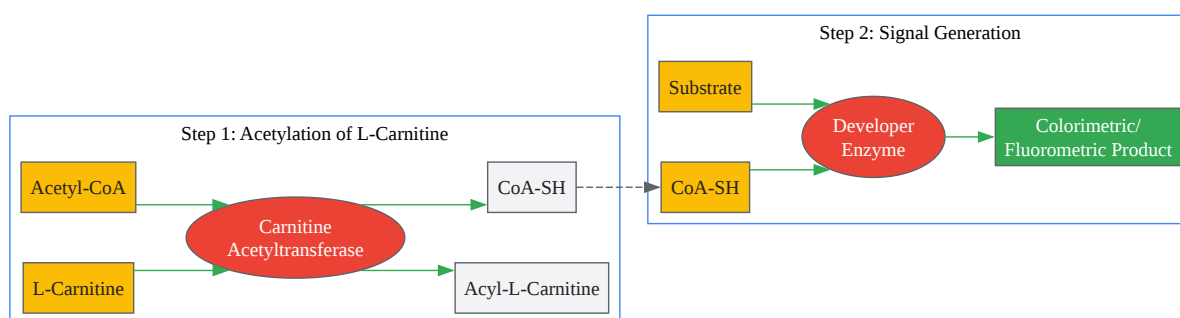 Step 1: Acetylation of L-Carnitine
Acetyl-CoA
L-Carnitine
Carnitine
Acetyltransferase
CoA-SH
Acyl-L-Carnitine
Step 2: Signal Generation
Substrate
CoA-SH
Developer
Enzyme
Colorimetric/
Fluorometric Product